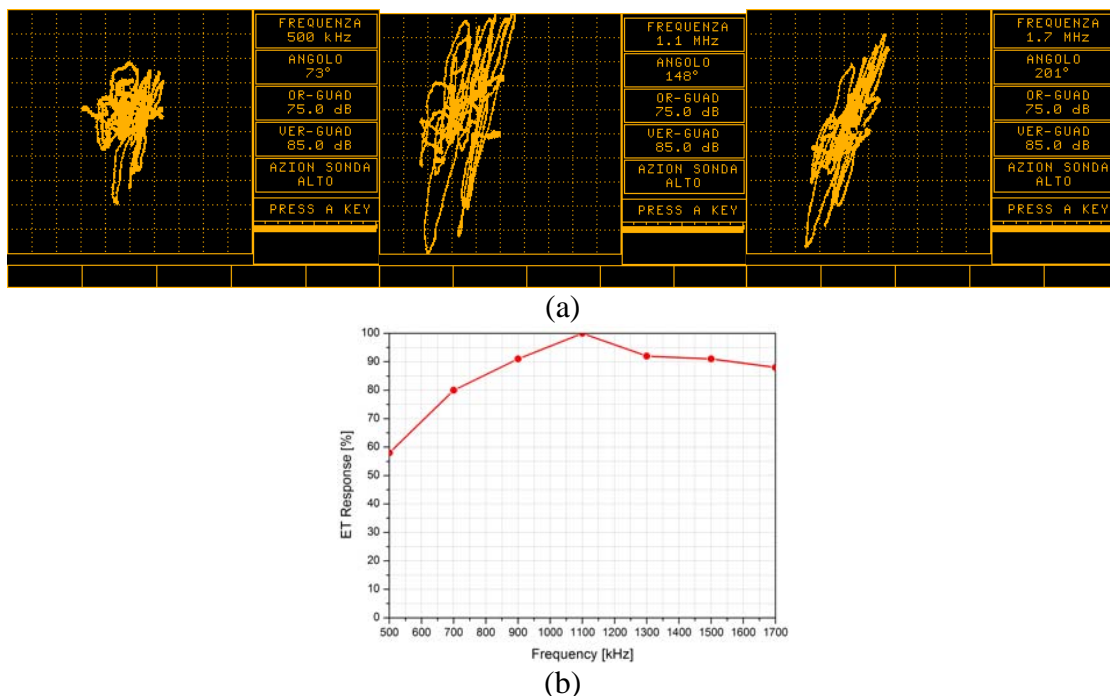 FREQUENZA
500 kHz
ANGOLO
73°
OR-GUAD
75.0 dB
VER-GUAD
85.0 dB
AZION SONDA
ALTO
PRESS A KEY
FREQUENZA
1.1 MHz
ANGOLO
148°
OR-GUAD
75.0 dB
VER-GUAD
85.0 dB
AZION SONDA
ALTO
PRESS A KEY
FREQUENZA
1.7 MHz
ANGOLO
201°
OR-GUAD
75.0 dB
VER-GUAD
85.0 dB
AZION SONDA
ALTO
PRESS A KEY
(a)
100
90
80
70
60
50
40
30
20
10
0
ET Response [%]
500 600 700 800 900 1000 1100 1200 1300 1400 1500 1600 1700
Frequency [kHz]
(b)